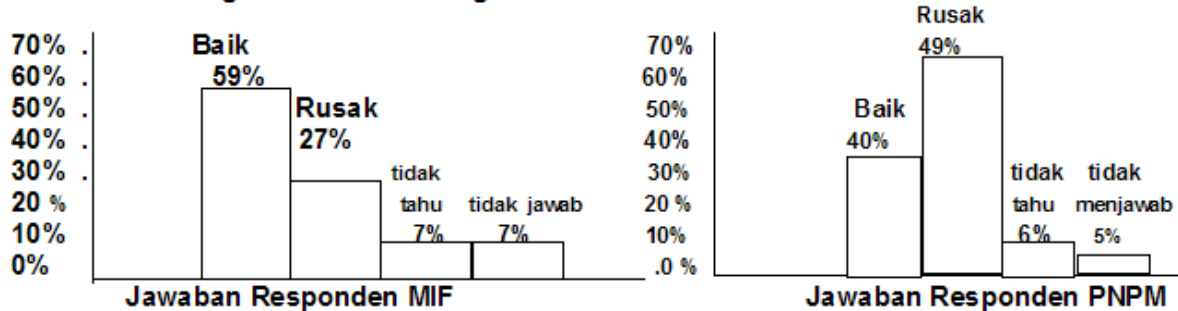 70% .
Baik
60% .
59%
50% .
Rusak
40% .
27%
30% .
tidak
20 %
tahu
tidak jawab
10%
7%
7%
0%
Jawaban Responden MIF
Rusak
70%
49%
60%
50%
Baik
40%
40%
30%
tidak
tidak
20 %
tahu
menjawab
10%
6%
5%
.0 %
Jawaban Responden PNPM